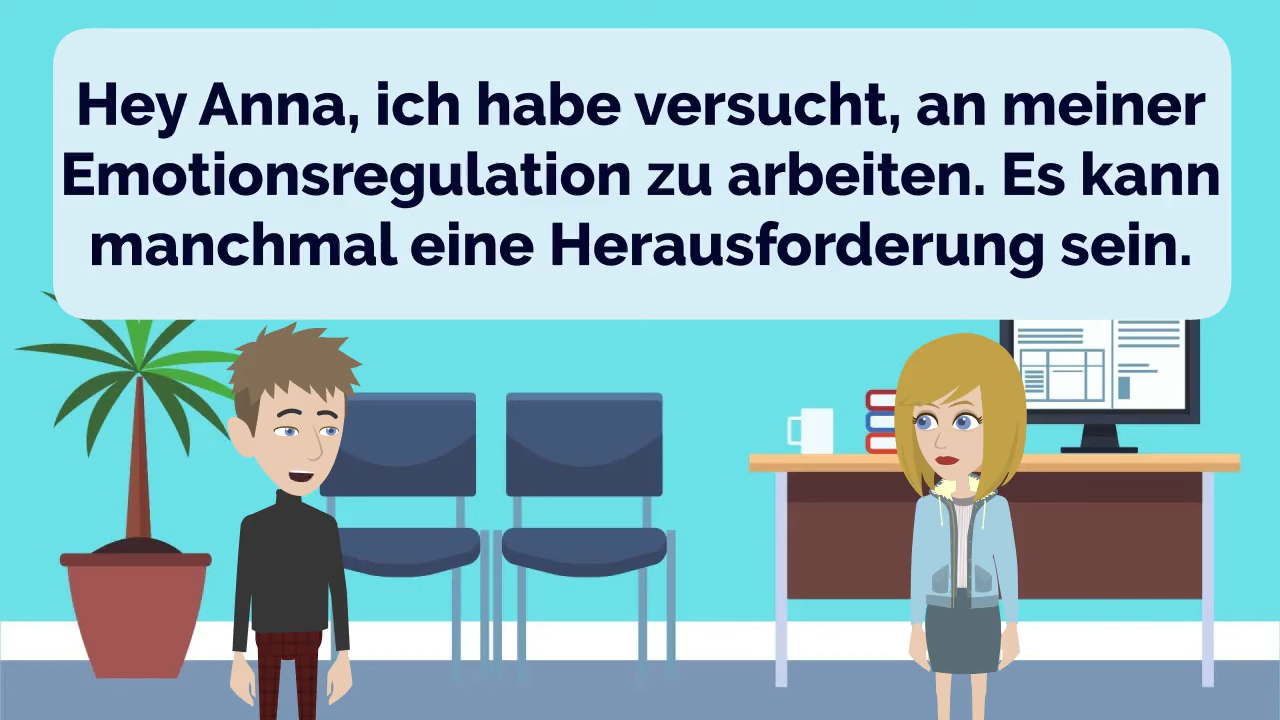 Hey Anna, ich habe versucht, an meiner
Emotionsregulation zu arbeiten. Es kann
manchmal eine Herausforderung sein.